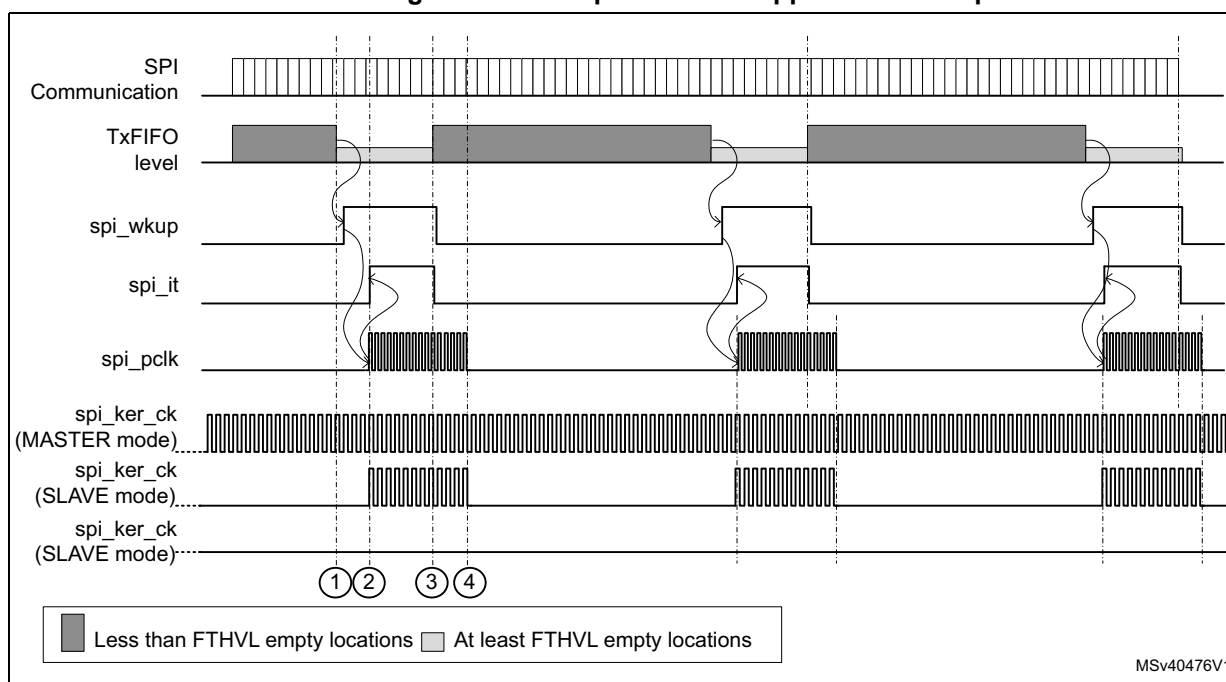 SPI
Communication
TxFIFO
level
spi_wkup
spi_it
spi_pclk
spi_ker_ck
(MASTER mode)
spi_ker_ck
(SLAVE mode)
spi_ker_ck
(SLAVE mode)
1 2 3 4
Less than FTHVL empty locations At least FTHVL empty locations
MSv40476V1